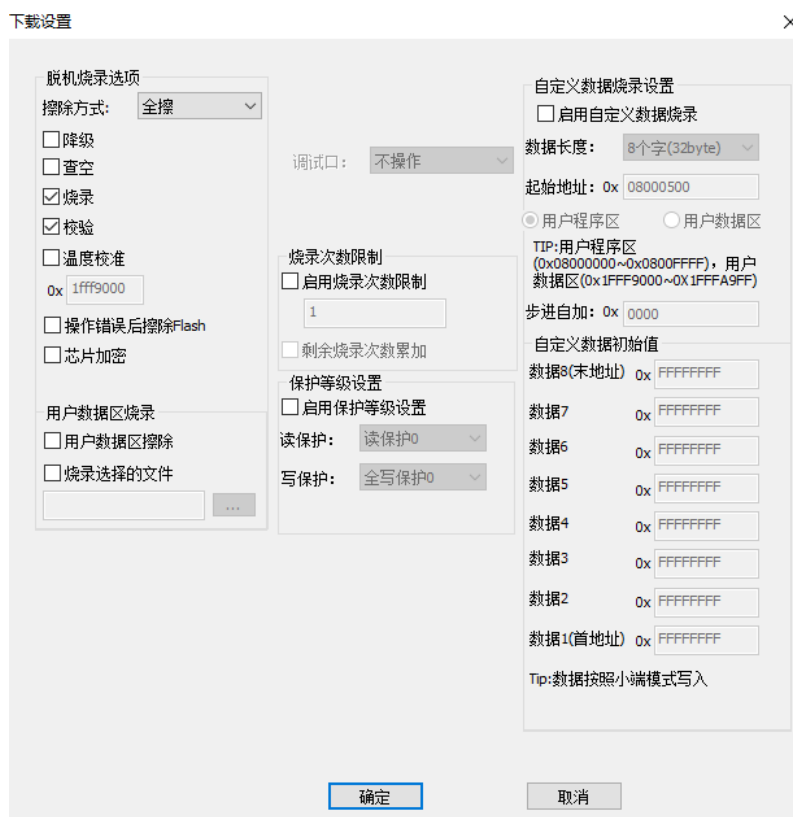 下载设置
脱机烧录选项
擦除方式: 全擦
降级
查空
烧录
校验
温度校准
0x 1fff9000
操作错误后擦除Flash
芯片加密
用户数据区烧录
用户数据区擦除
烧录选择的文件
...
调试口: 不操作
烧录次数限制
启用烧录次数限制
1
剩余烧录次数累加
保护等级设置
启用保护等级设置
读保护: 读保护0
写保护: 全写保护0
自定义数据烧录设置
启用自定义数据烧录
数据长度: 8个字(32byte)
起始地址: 0x 08000500
用户程序区 用户数据区
TIP:用户程序区
(0x08000000~0x0800FFFF), 用户
数据区(0x1FFF9000~0X1FFFA9FF)
步进自加: 0x 0000
自定义数据初始值
数据8(末地址) 0x FFFFFFFF
数据7 0x FFFFFFFF
数据6 0x FFFFFFFF
数据5 0x FFFFFFFF
数据4 0x FFFFFFFF
数据3 0x FFFFFFFF
数据2 0x FFFFFFFF
数据1(首地址) 0x FFFFFFFF
Tip:数据按照小端模式写入
确定 取消